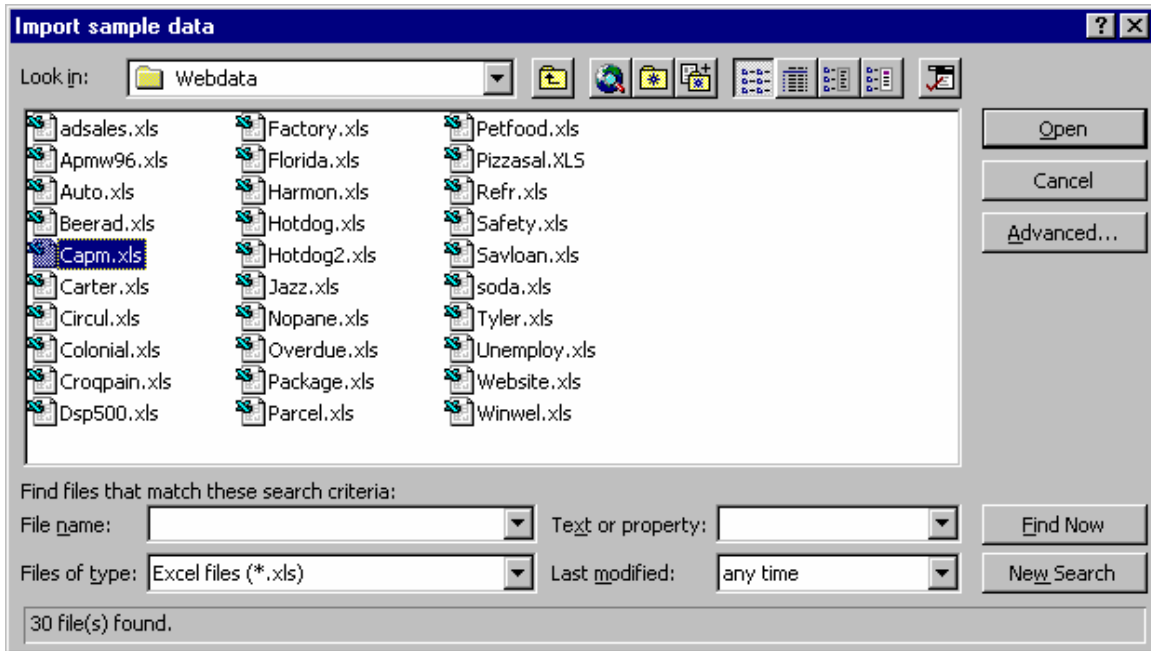 Import sample data
Look in: Webdata
adsales.xls Factory.xls Petfood.xls
Apmw96.xls Florida.xls Pizzasal.XLS
Auto.xls Harmon.xls Refr.xls
Beerad.xls Hotdog.xls Safety.xls
Capm.xls Hotdog2.xls Savloan.xls
Carter.xls Jazz.xls soda.xls
Circul.xls Nopane.xls Tyler.xls
Colonial.xls Overdue.xls Unemploy.xls
Croqpain.xls Package.xls Website.xls
Dsp500.xls Parcel.xls Winwel.xls
Open
Cancel
Advanced...
Find files that match these search criteria:
File name: Text or property: Find Now
Files of type: Excel files (*.xls) Last modified: any time New Search
30 file(s) found.